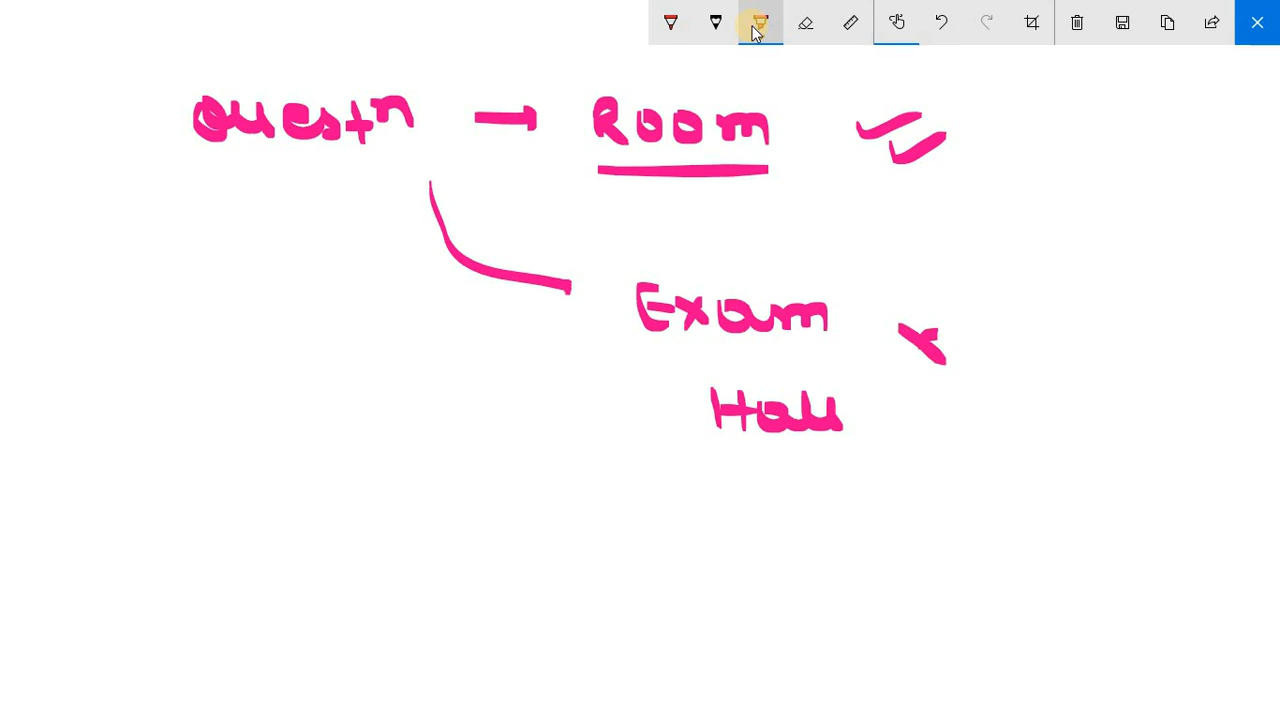 Questⁿ → Room ✓✓
Exam ×
Hall